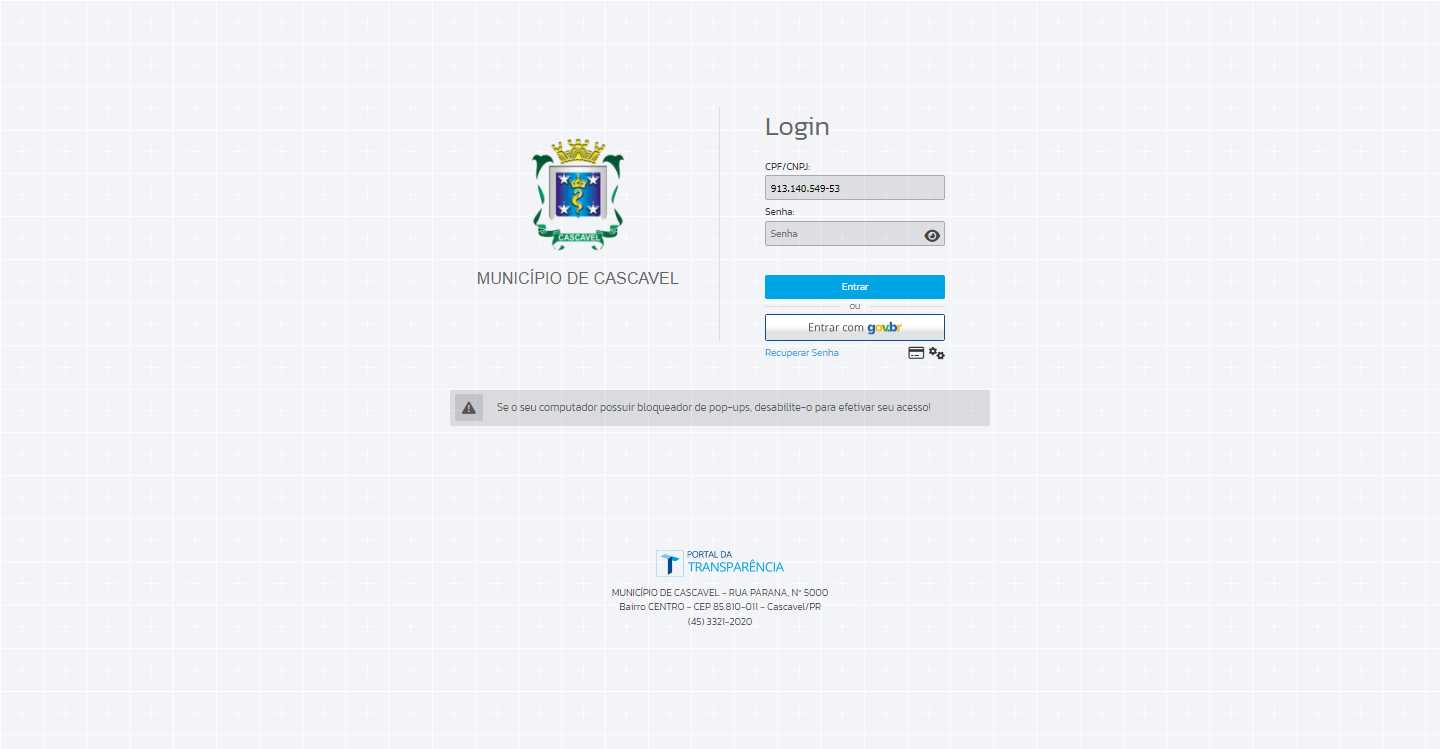 Login
CASCAVEL
MUNICÍPIO DE CASCAVEL
CPF/CNPJ:
913.140.549-53
Senha:
Senha
Entrar
OU
Entrar com gov.br
Recuperar Senha
Se o seu computador possuir bloqueador de pop-ups, desabilite-o para efetivar seu acesso!
PORTAL DA
TRANSPARÊNCIA
MUNICÍPIO DE CASCAVEL - RUA PARANA, N° 5000
Bairro CENTRO - CEP 85.810-011 - Cascavel/PR
(45) 3321-2020